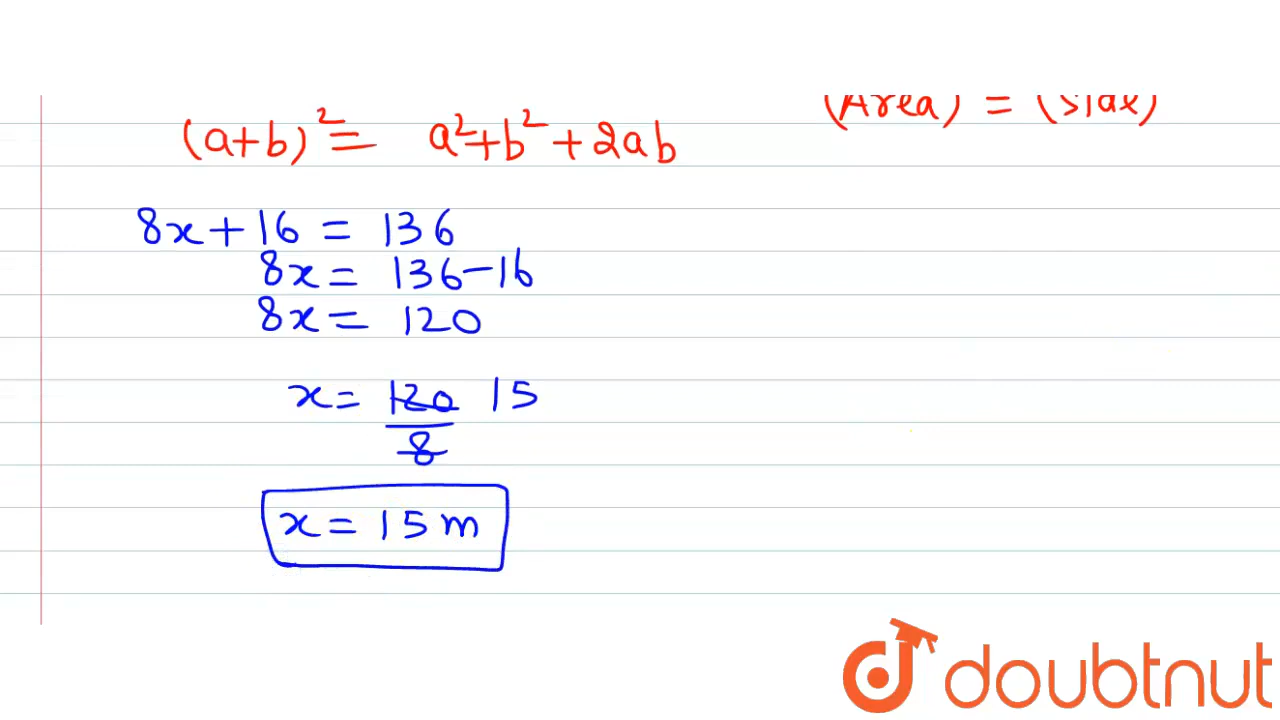 (Area) = (side)
(a+b)² = a²+b²+2ab
8x+16 = 136
8x = 136-16
8x = 120
x = 120/8 15
x = 15 m
doubtnut